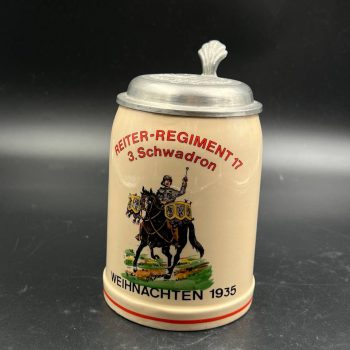 REITER-REGIMENT 17
3. Schwadron
WEIHNACHTEN 1935